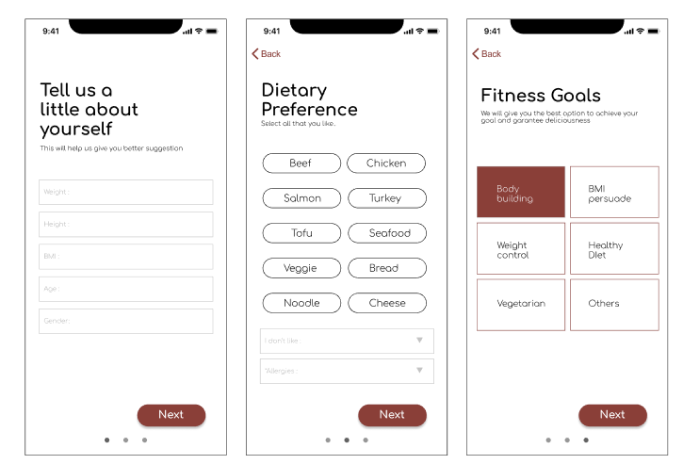 9:41
Tell us a
little about
yourself
This will help us give you better suggestion
Weight :
Height :
BMI :
Age :
Gender:
Next
9:41
Back
Dietary
Preference
Select all that you like.
Beef
Chicken
Salmon
Turkey
Tofu
Seafood
Veggie
Bread
Noodle
Cheese
I don't like :
Allergies :
Next
9:41
Back
Fitness Goals
We will give you the best option to achieve your
goal and garantee deliciousness
Body
building
BMI
persuade
Weight
control
Healthy
Diet
Vegetarian
Others
Next